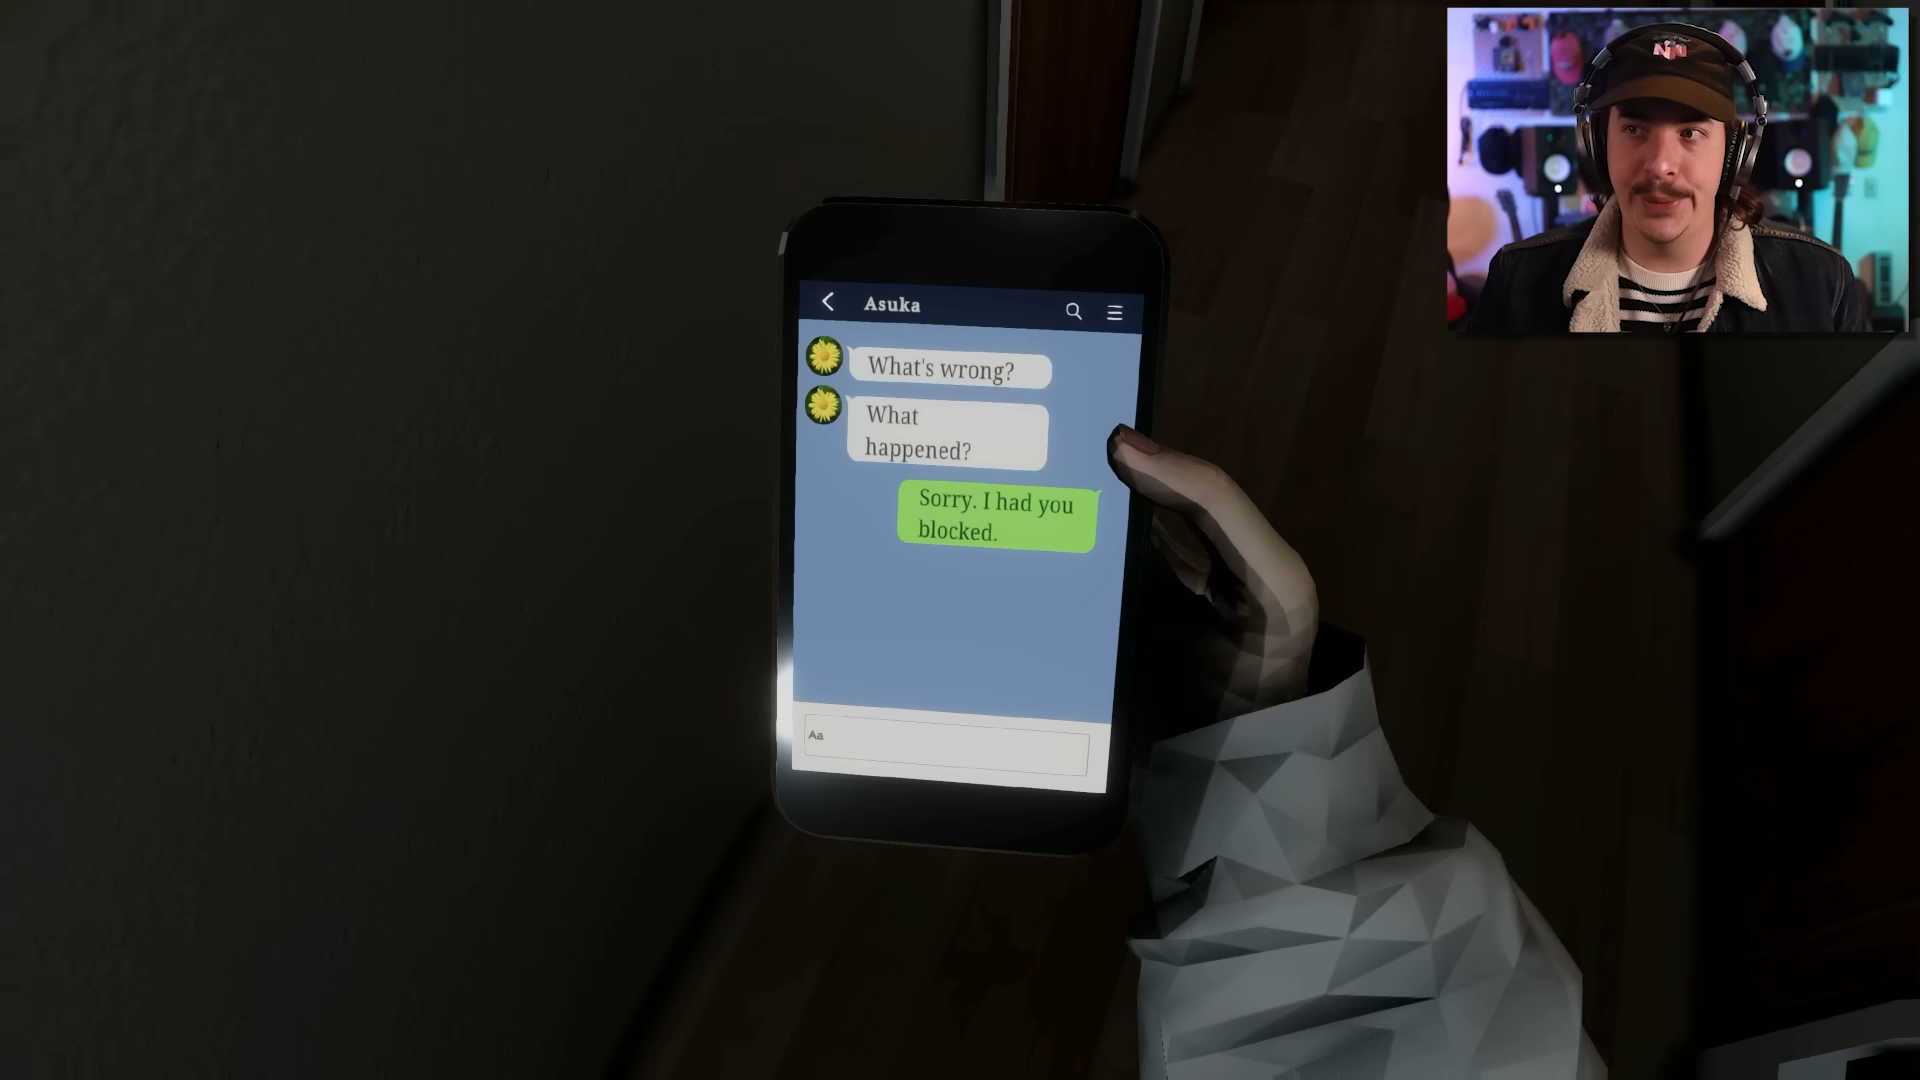 Asuka
What's wrong?
What
happened?
Sorry. I had you
blocked.
Aa